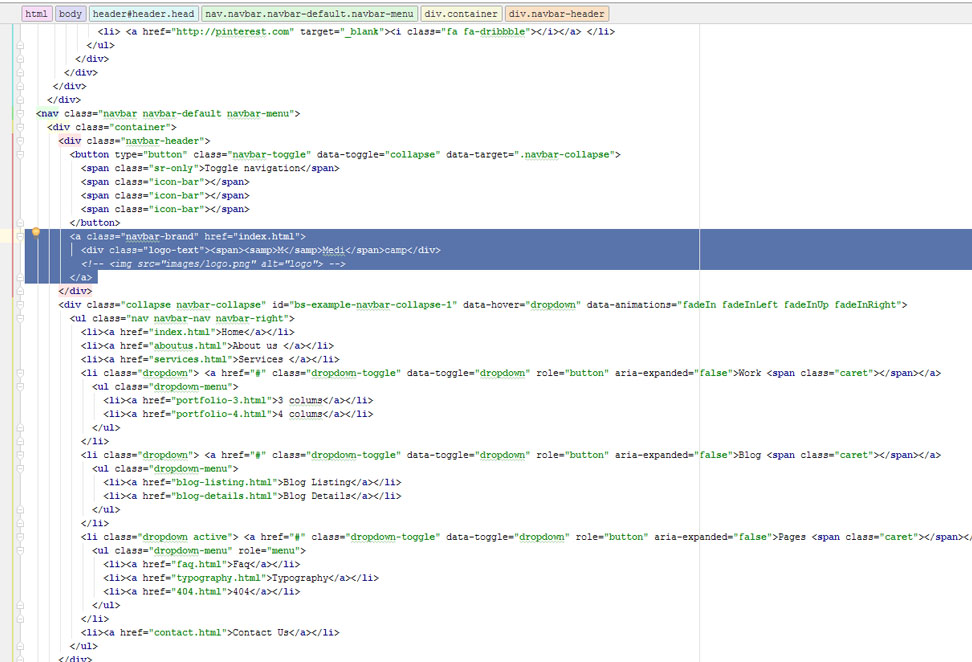 html body header#header.head nav.navbar.navbar-default.navbar-menu div.container div.navbar-header
<li> <a href="http://pinterest.com" target="_blank"><i class="fa fa-dribbble"></i></a> </li>
</ul>
</div>
</div>
</div>
</div>
<nav class="navbar navbar-default navbar-menu">
<div class="container">
<div class="navbar-header">
<button type="button" class="navbar-toggle" data-toggle="collapse" data-target=".navbar-collapse">
<span class="sr-only">Toggle navigation</span>
<span class="icon-bar"></span>
<span class="icon-bar"></span>
<span class="icon-bar"></span>
</button>
<a class="navbar-brand" href="index.html">
<div class="logo-text"><span><samp>M</samp>Medi</span>camp</div>
<!-- <img src="images/logo.png" alt="logo"> -->
</a>
</div>
<div class="collapse navbar-collapse" id="bs-example-navbar-collapse-1" data-hover="dropdown" data-animations="fadeIn fadeInLeft fadeInUp fadeInRight">
<ul class="nav navbar-nav navbar-right">
<li><a href="index.html">Home</a></li>
<li><a href="aboutus.html">About us </a></li>
<li><a href="services.html">Services </a></li>
<li class="dropdown"> <a href="#" class="dropdown-toggle" data-toggle="dropdown" role="button" aria-expanded="false">Work <span class="caret"></span></a>
<ul class="dropdown-menu">
<li><a href="portfolio-3.html">3 colums</a></li>
<li><a href="portfolio-4.html">4 colums</a></li>
</ul>
</li>
<li class="dropdown"> <a href="#" class="dropdown-toggle" data-toggle="dropdown" role="button" aria-expanded="false">Blog <span class="caret"></span></a>
<ul class="dropdown-menu">
<li><a href="blog-listing.html">Blog Listing</a></li>
<li><a href="blog-details.html">Blog Details</a></li>
</ul>
</li>
<li class="dropdown active"> <a href="#" class="dropdown-toggle" data-toggle="dropdown" role="button" aria-expanded="false">Pages <span class="caret"></span></
<ul class="dropdown-menu" role="menu">
<li><a href="faq.html">Faq</a></li>
<li><a href="typography.html">Typography</a></li>
<li><a href="404.html">404</a></li>
</ul>
</li>
<li><a href="contact.html">Contact Us</a></li>
</ul>
</div>